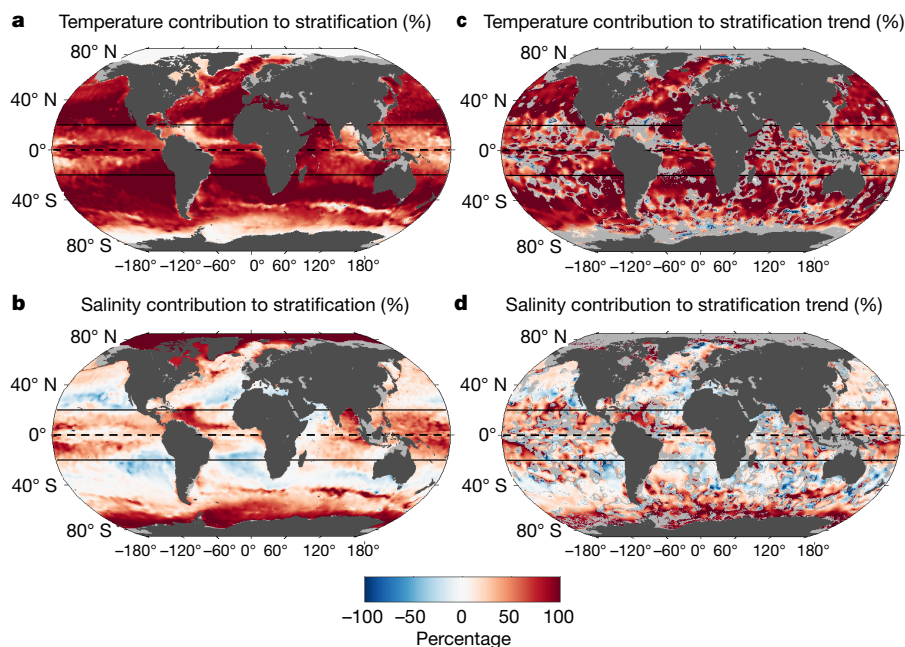 a Temperature contribution to stratification (%)
80° N
40° N
0°
40° S
80° S
−180° −120° −60° 0° 60° 120° 180°
c Temperature contribution to stratification trend (%)
80° N
40° N
0°
40° S
80° S
−180° −120° −60° 0° 60° 120° 180°
b Salinity contribution to stratification (%)
80° N
40° N
0°
40° S
80° S
−180° −120° −60° 0° 60° 120° 180°
d Salinity contribution to stratification trend (%)
80° N
40° N
0°
40° S
80° S
−180° −120° −60° 0° 60° 120° 180°
−100 −50 0 50 100
Percentage